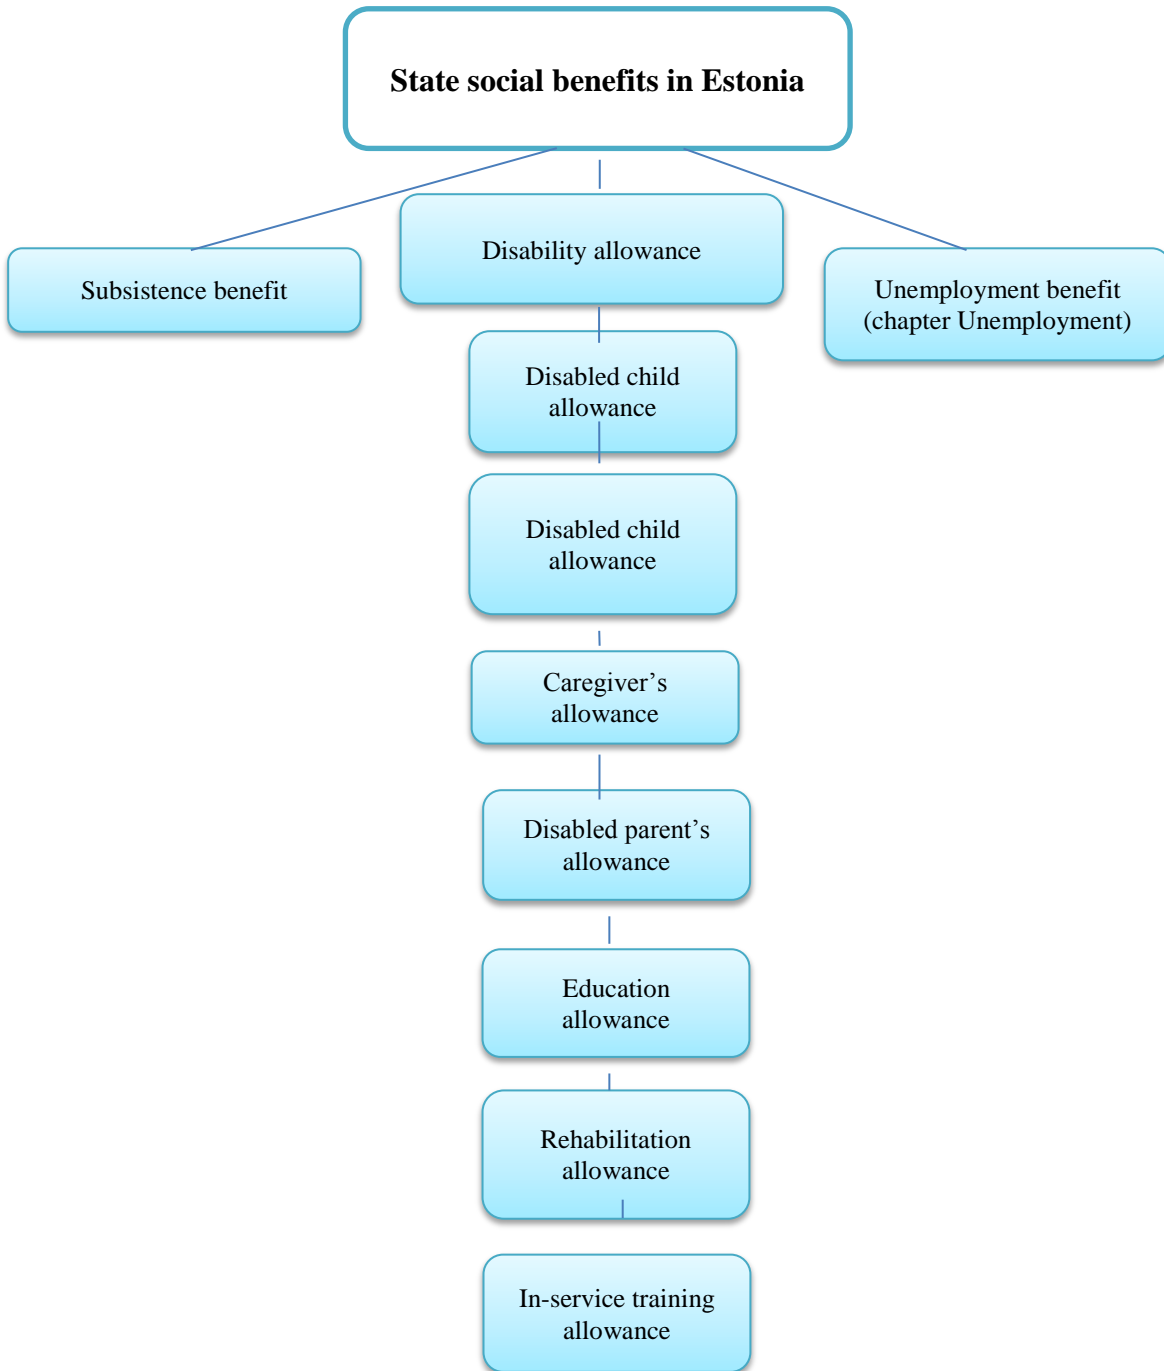 State social benefits in Estonia
Subsistence benefit
Disability allowance
Unemployment benefit
(chapter Unemployment)
Disabled child
allowance
Disabled child
allowance
Caregiver’s
allowance
Disabled parent’s
allowance
Education
allowance
Rehabilitation
allowance
In-service training
allowance